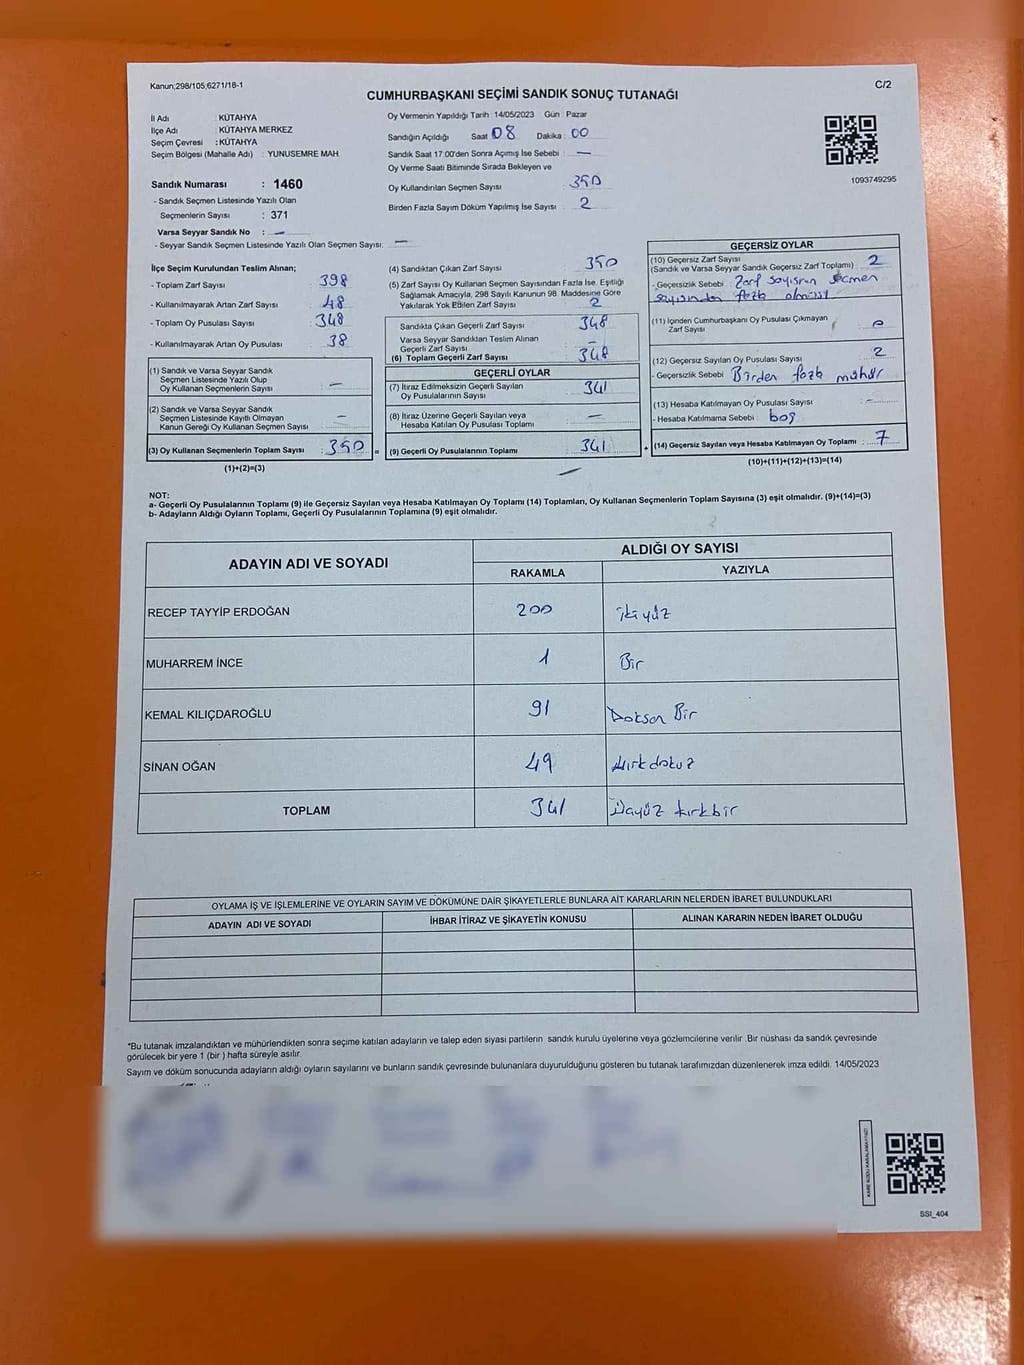 Kanun;298/105;6271/18-1
C/2
CUMHURBAŞKANI SEÇİMİ SANDIK SONUÇ TUTANAĞI
İl Adı : KÜTAHYA
İlçe Adı : KÜTAHYA MERKEZ
Seçim Çevresi : KÜTAHYA
Seçim Bölgesi (Mahalle Adı) : YUNUSEMRE MAH
Sandık Numarası : 1460
- Sandık Seçmen Listesinde Yazılı Olan
Seçmenlerin Sayısı : 371
Varsa Seyyar Sandık No : —
- Seyyar Sandık Seçmen Listesinde Yazılı Olan Seçmen Sayısı: —
Oy Vermenin Yapıldığı Tarih :14/05/2023 Gün : Pazar
Sandığın Açıldığı Saat 08 Dakika : 00
Sandık Saat 17:00'den Sonra Açımış İse Sebebi : —
Oy Verme Saati Bitiminde Sırada Bekleyen ve
Oy Kullandırılan Seçmen Sayısı : 350
Birden Fazla Sayım Döküm Yapılmış İse Sayısı : 2
1093749295
İlçe Seçim Kurulundan Teslim Alınan;
- Toplam Zarf Sayısı : 398
- Kullanılmayarak Artan Zarf Sayısı : 48
- Toplam Oy Pusulası Sayısı : 348
- Kullanılmayarak Artan Oy Pusulası : 38
(1) Sandık ve Varsa Seyyar Sandık
Seçmen Listesinde Yazılı Olup
Oy Kullanan Seçmenlerin Sayısı : —
(2) Sandık ve Varsa Seyyar Sandık
Seçmen Listesinde Kayıtlı Olmayan
Kanun Gereği Oy Kullanan Seçmen Sayısı : —
(3) Oy Kullanan Seçmenlerin Toplam Sayısı : 350 =
(1)+(2)=(3)
(4) Sandıktan Çıkan Zarf Sayısı : 350
(5) Zarf Sayısı Oy Kullanan Seçmen Sayısından Fazla İse, Eşitliği
Sağlamak Amacıyla, 298 Sayılı Kanunun 98. Maddesine Göre
Yakılarak Yok Edilen Zarf Sayısı : 2
Sandıkta Çıkan Geçerli Zarf Sayısı : 348
Varsa Seyyar Sandıktan Teslim Alınan
Geçerli Zarf Sayısı : —
(6) Toplam Geçerli Zarf Sayısı : 348
GEÇERLİ OYLAR
(7) İtiraz Edilmeksizin Geçerli Sayılan
Oy Pusulalarının Sayısı : 341
(8) İtiraz Üzerine Geçerli Sayılan veya
Hesaba Katılan Oy Pusulası Toplamı : —
(9) Geçerli Oy Pusulalarının Toplamı : 341 +
GEÇERSİZ OYLAR
(10) Geçersiz Zarf Sayısı
(Sandık ve Varsa Seyyar Sandık Geçersiz Zarf Toplamı) : 2
- Geçersizlik Sebebi : Zarf sayısının seçmen
sayısından fazla olması
(11) İçinden Cumhurbaşkanı Oy Pusulası Çıkmayan
Zarf Sayısı
(12) Geçersiz Sayılan Oy Pusulası Sayısı : 2
- Geçersizlik Sebebi : Birden fazla mühür
(13) Hesaba Katılmayan Oy Pusulası Sayısı : -
- Hesaba Katılmama Sebebi : boş
(14) Geçersiz Sayılan veya Hesaba Katılmayan Oy Toplamı : 7
(10)+(11)+(12)+(13)=(14)
NOT:
a- Geçerli Oy Pusulalarının Toplamı (9) ile Geçersiz Sayılan veya Hesaba Katılmayan Oy Toplamı (14) Toplamları, Oy Kullanan Seçmenlerin Toplam Sayısına (3) eşit olmalıdır. (9)+(14)=(3)
b- Adayların Aldığı Oyların Toplamı, Geçerli Oy Pusulalarının Toplamına (9) eşit olmalıdır.
ADAYIN ADI VE SOYADI
ALDIĞI OY SAYISI
RAKAMLA YAZIYLA
RECEP TAYYİP ERDOĞAN 200 ikiyüz
MUHARREM İNCE 1 Bir
KEMAL KILIÇDAROĞLU 91 Doksan Bir
SİNAN OĞAN 49 kırkdokuz
TOPLAM 341 Üçyüz kırkbir
OYLAMA İŞ VE İŞLEMLERİNE VE OYLARIN SAYIM VE DÖKÜMÜNE DAİR ŞİKAYETLERLE BUNLARA AİT KARARLARIN NELERDEN İBARET BULUNDUKLARI
ADAYIN ADI VE SOYADI İHBAR İTİRAZ VE ŞİKAYETİN KONUSU ALINAN KARARIN NEDEN İBARET OLDUĞU
*Bu tutanak imzalandıktan ve mühürlendikten sonra seçime katılan adayların ve talep eden siyasi partilerin sandık kurulu üyelerine veya gözlemcilerine verilir .Bir nüshası da sandık çevresinde
görülecek bir yere 1 (bir ) hafta süreyle asılır.
Sayım ve döküm sonucunda adayların aldığı oyların sayılarını ve bunların sandık çevresinde bulunanlara duyurulduğunu gösteren bu tutanak tarafımızdan düzenlenerek imza edildi. 14/05/2023
KARE KODU KARALAMAYINIZ!
SSI_404